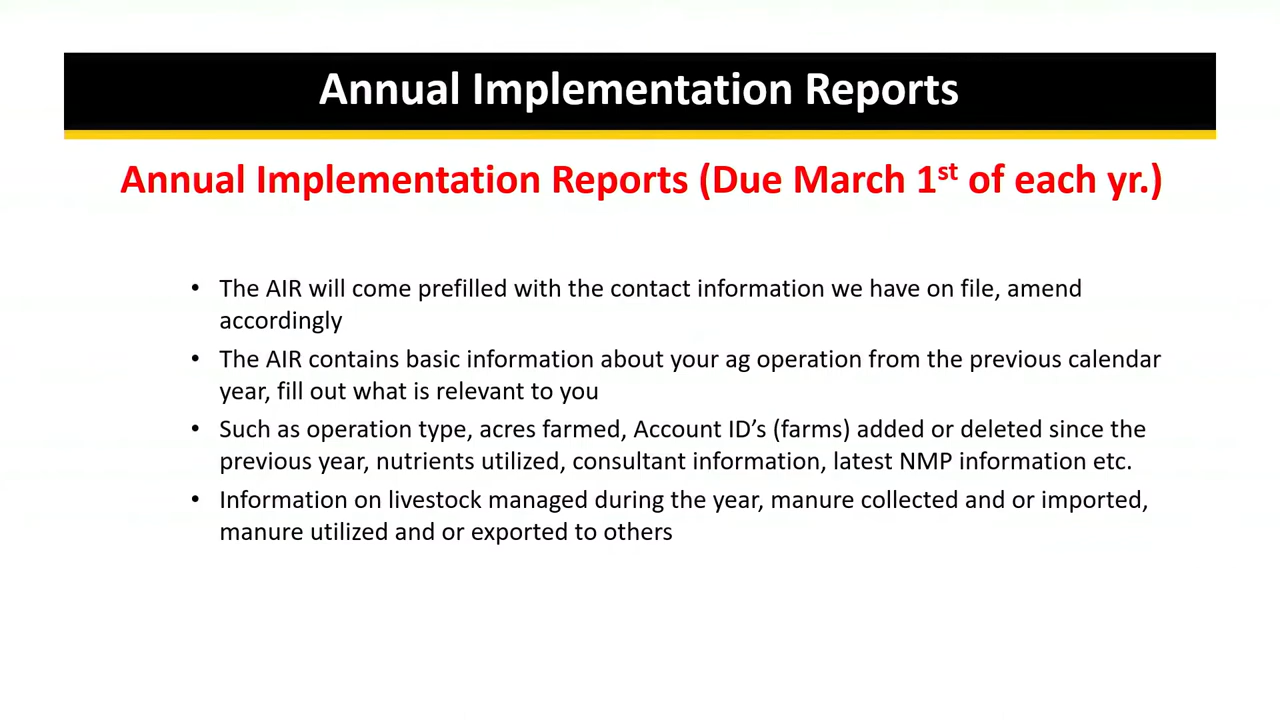 Annual Implementation Reports
Annual Implementation Reports (Due March 1st of each yr.)
• The AIR will come prefilled with the contact information we have on file, amend
accordingly
• The AIR contains basic information about your ag operation from the previous calendar
year, fill out what is relevant to you
• Such as operation type, acres farmed, Account ID’s (farms) added or deleted since the
previous year, nutrients utilized, consultant information, latest NMP information etc.
• Information on livestock managed during the year, manure collected and or imported,
manure utilized and or exported to others